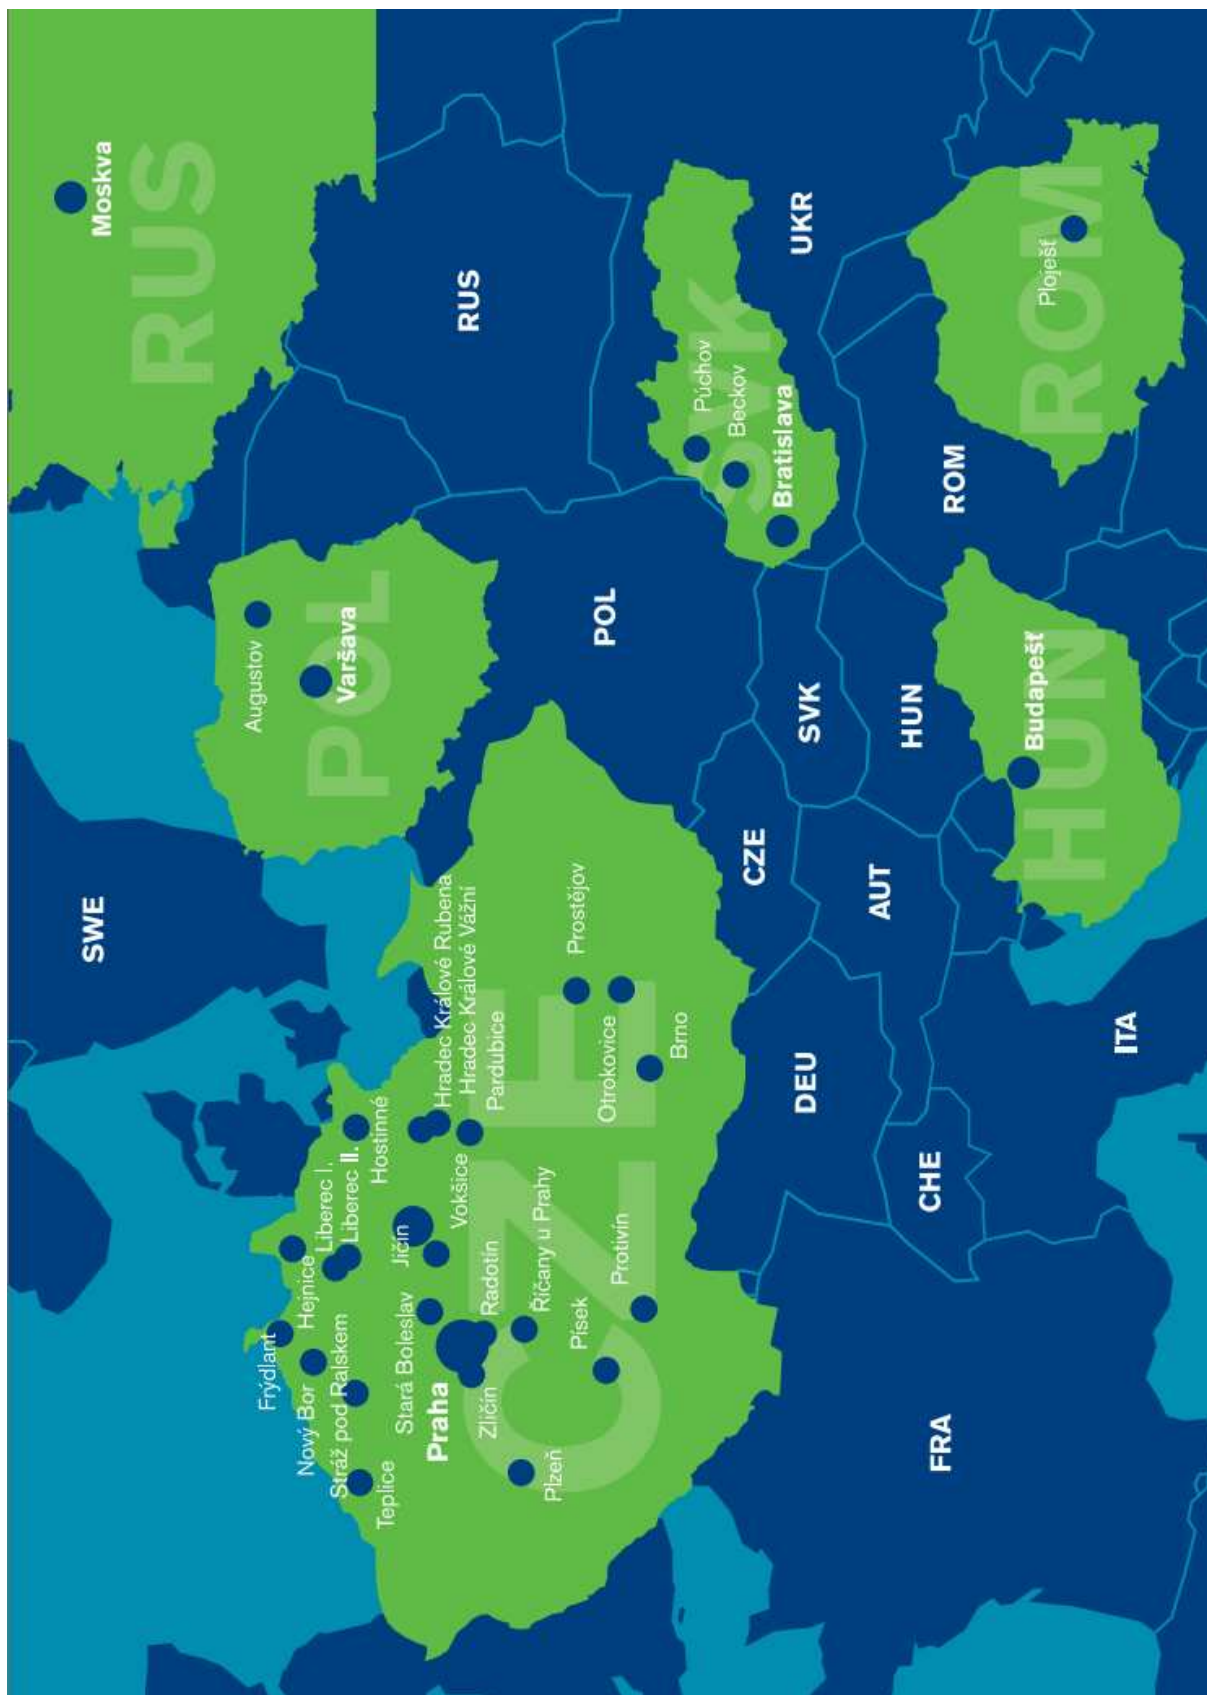 SWE
RUS
Moskva
POL
Augustov
Varšava
RUS
POL
CZE
Frýdlant
Hejnice
Liberec I.
Liberec II.
Nový Bor
Stráž pod Ralskem
Teplice
Hostinné
Jičín
Vokšice
Stará Boleslav
Praha
Hradec Králové Rubena
Hradec Králové Vážní
Pardubice
Zličín
Radotín
Říčany u Prahy
Plzeň
Písek
Protivín
Prostějov
Otrokovice
Brno
SVK
Púchov
Beckov
Bratislava
UKR
CZE
SVK
DEU
AUT
HUN
ROM
FRA
CHE
ITA
HUN
Budapešť
ROM
Plojěšť